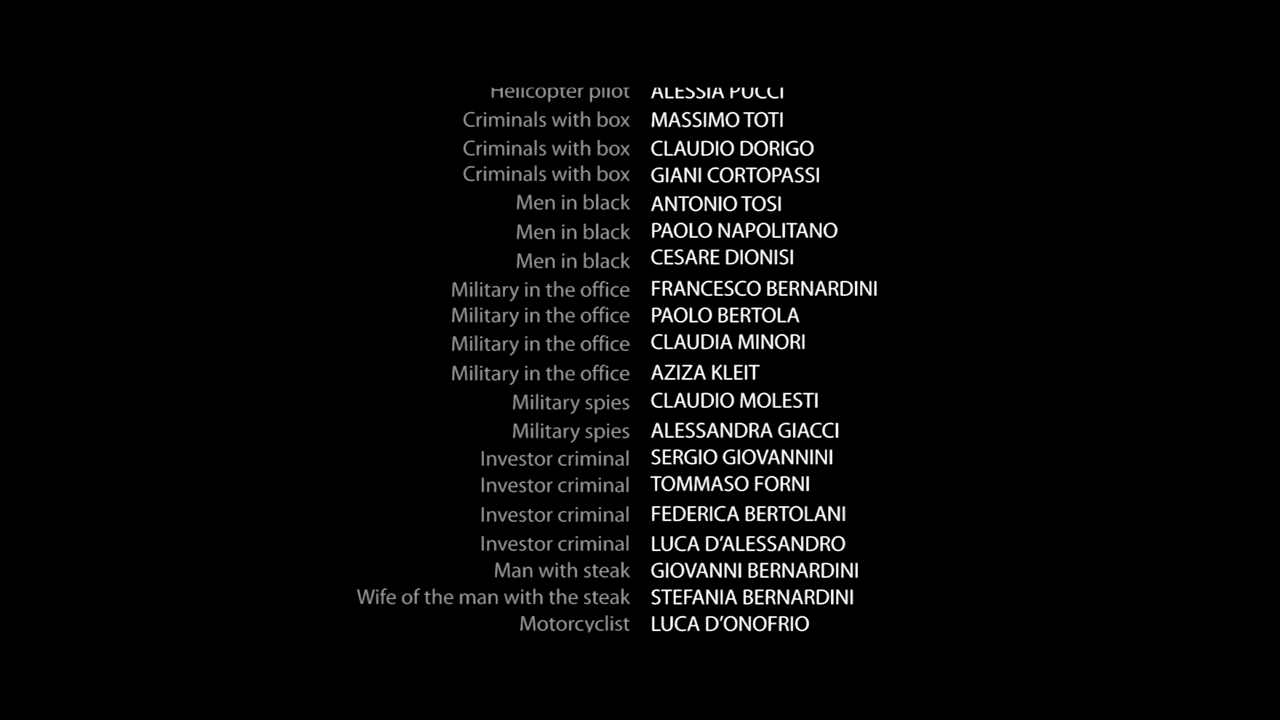 Helicopter pilot ALESSIA PUCCI
Criminals with box MASSIMO TOTI
Criminals with box CLAUDIO DORIGO
Criminals with box GIANI CORTOPASSI
Men in black ANTONIO TOSI
Men in black PAOLO NAPOLITANO
Men in black CESARE DIONISI
Military in the office FRANCESCO BERNARDINI
Military in the office PAOLO BERTOLA
Military in the office CLAUDIA MINORI
Military in the office AZIZA KLEIT
Military spies CLAUDIO MOLESTI
Military spies ALESSANDRA GIACCI
Investor criminal SERGIO GIOVANNINI
Investor criminal TOMMASO FORNI
Investor criminal FEDERICA BERTOLANI
Investor criminal LUCA D’ALESSANDRO
Man with steak GIOVANNI BERNARDINI
Wife of the man with the steak STEFANIA BERNARDINI
Motorcyclist LUCA D’ONOFRIO